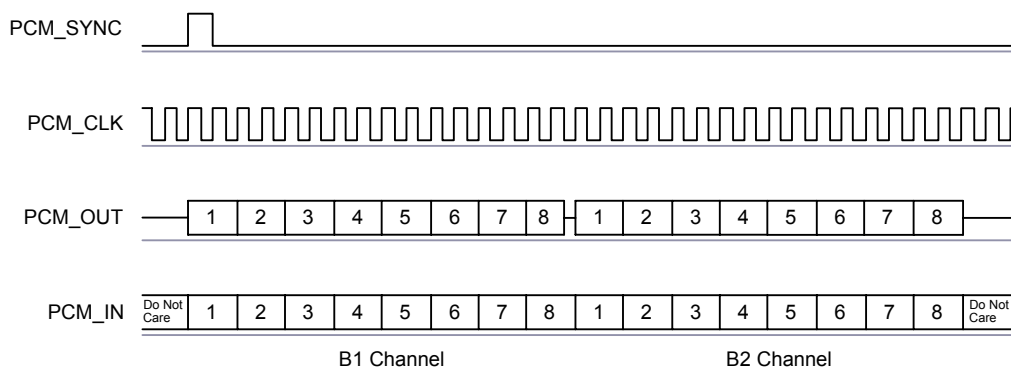 PCM_SYNC
PCM_CLK
PCM_OUT 1 2 3 4 5 6 7 8 1 2 3 4 5 6 7 8
PCM_IN Do Not Care 1 2 3 4 5 6 7 8 1 2 3 4 5 6 7 8 Do Not Care
B1 Channel B2 Channel